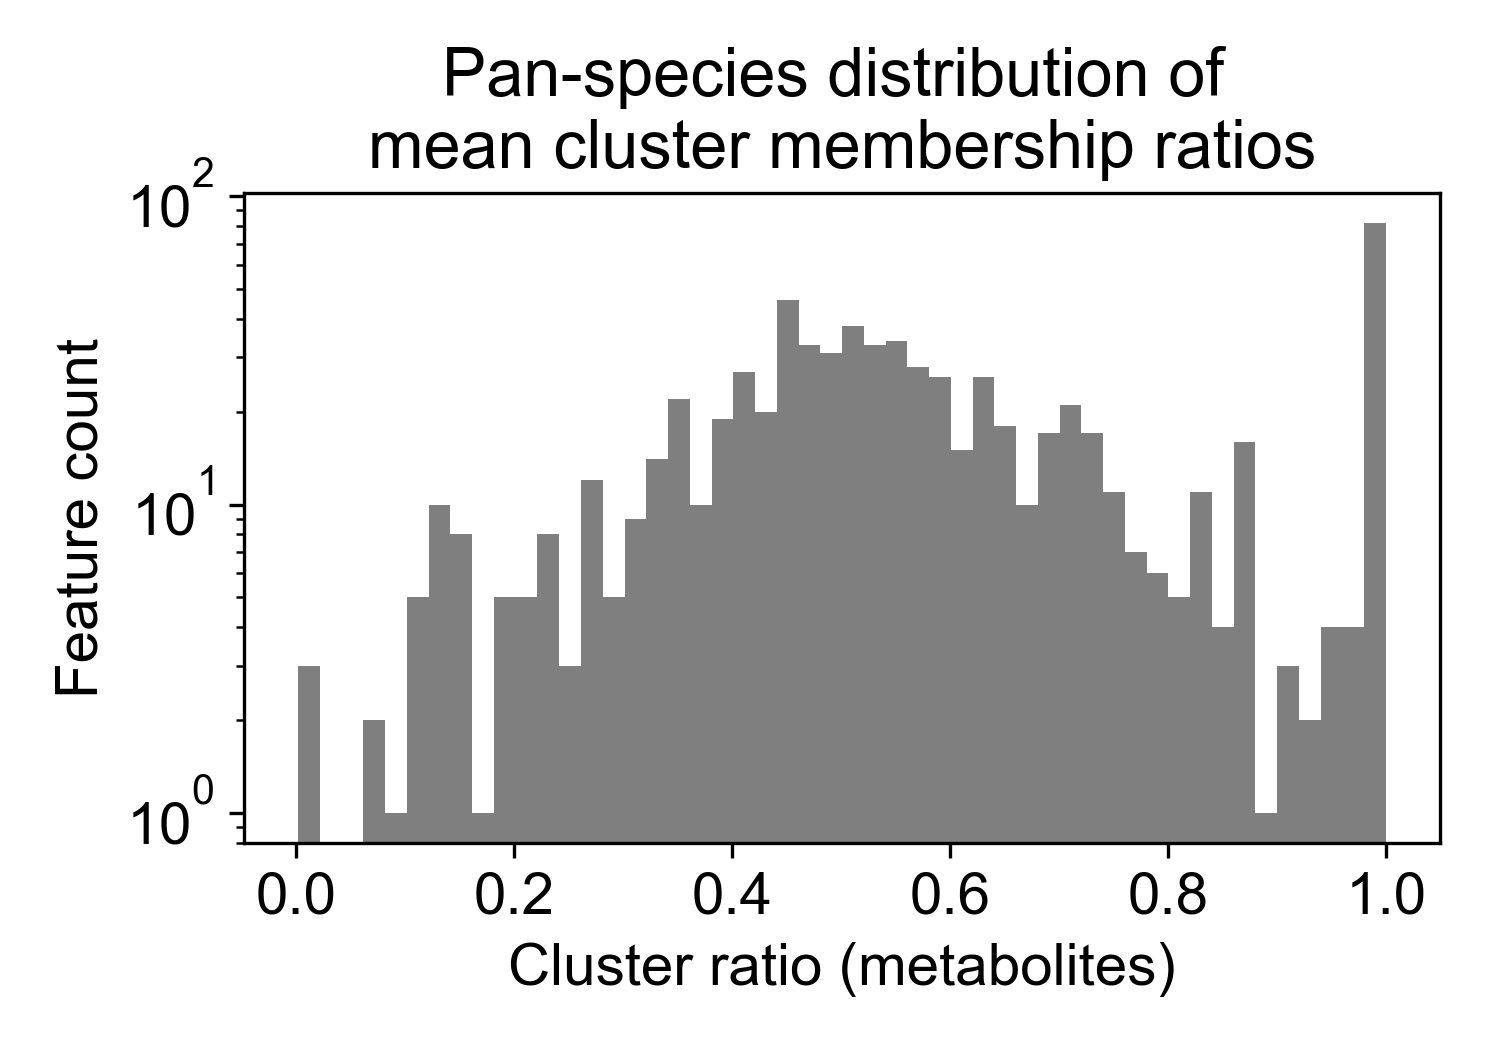 Pan-species distribution of
mean cluster membership ratios
10^2
10^1
10^0
Feature count
0.0 0.2 0.4 0.6 0.8 1.0
Cluster ratio (metabolites)